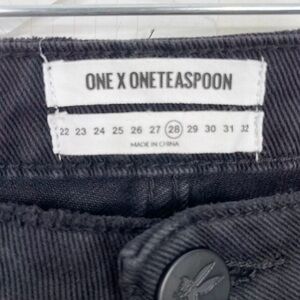 ONE X ONETEASPOON
22 23 24 25 26 27 28 29 30 31 32
MADE IN CHINA